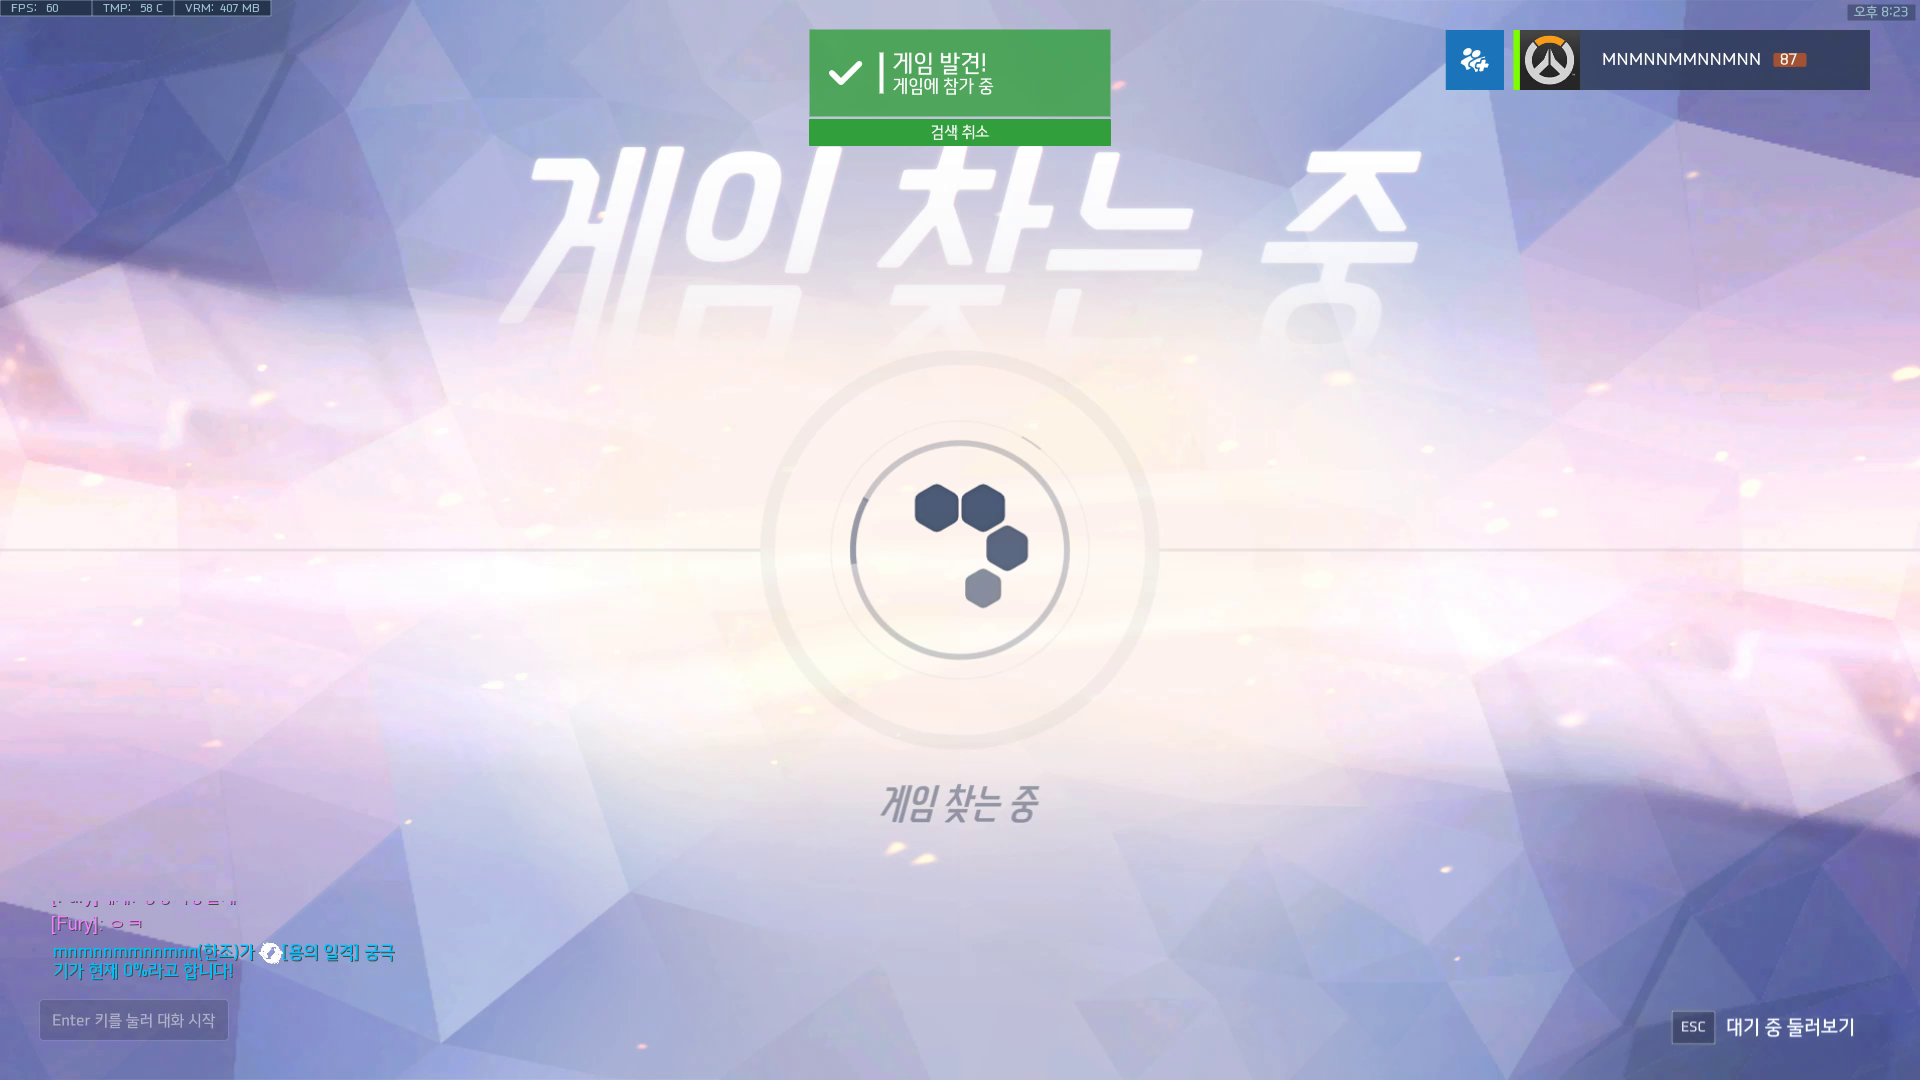 FPS: 60 TMP: 58 C VRM: 407 MB
오후 8:23
게임 발견!
게임에 참가 중
검색 취소
MNMNNMMNNMNN 87
게임 찾는 중
게임 찾는 중
[Fury]: ㅇㅋ
mnmnnmmnnmnn(한조)가 [용의 일격] 궁극
기가 현재 0%라고 합니다!
Enter 키를 눌러 대화 시작
ESC 대기 중 둘러보기